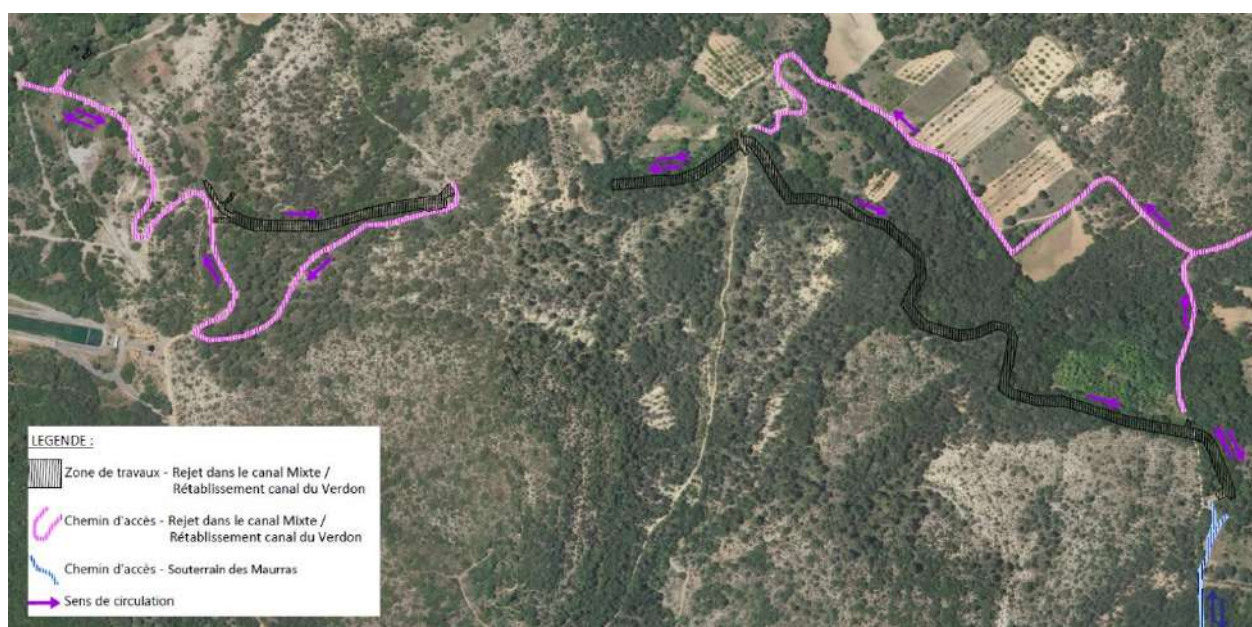 LEGENDE :
Zone de travaux - Rejet dans le canal Mixte /
Rétablissement canal du Verdon
Chemin d'accès - Rejet dans le canal Mixte /
Rétablissement canal du Verdon
Chemin d'accès - Souterrain des Maurras
Sens de circulation